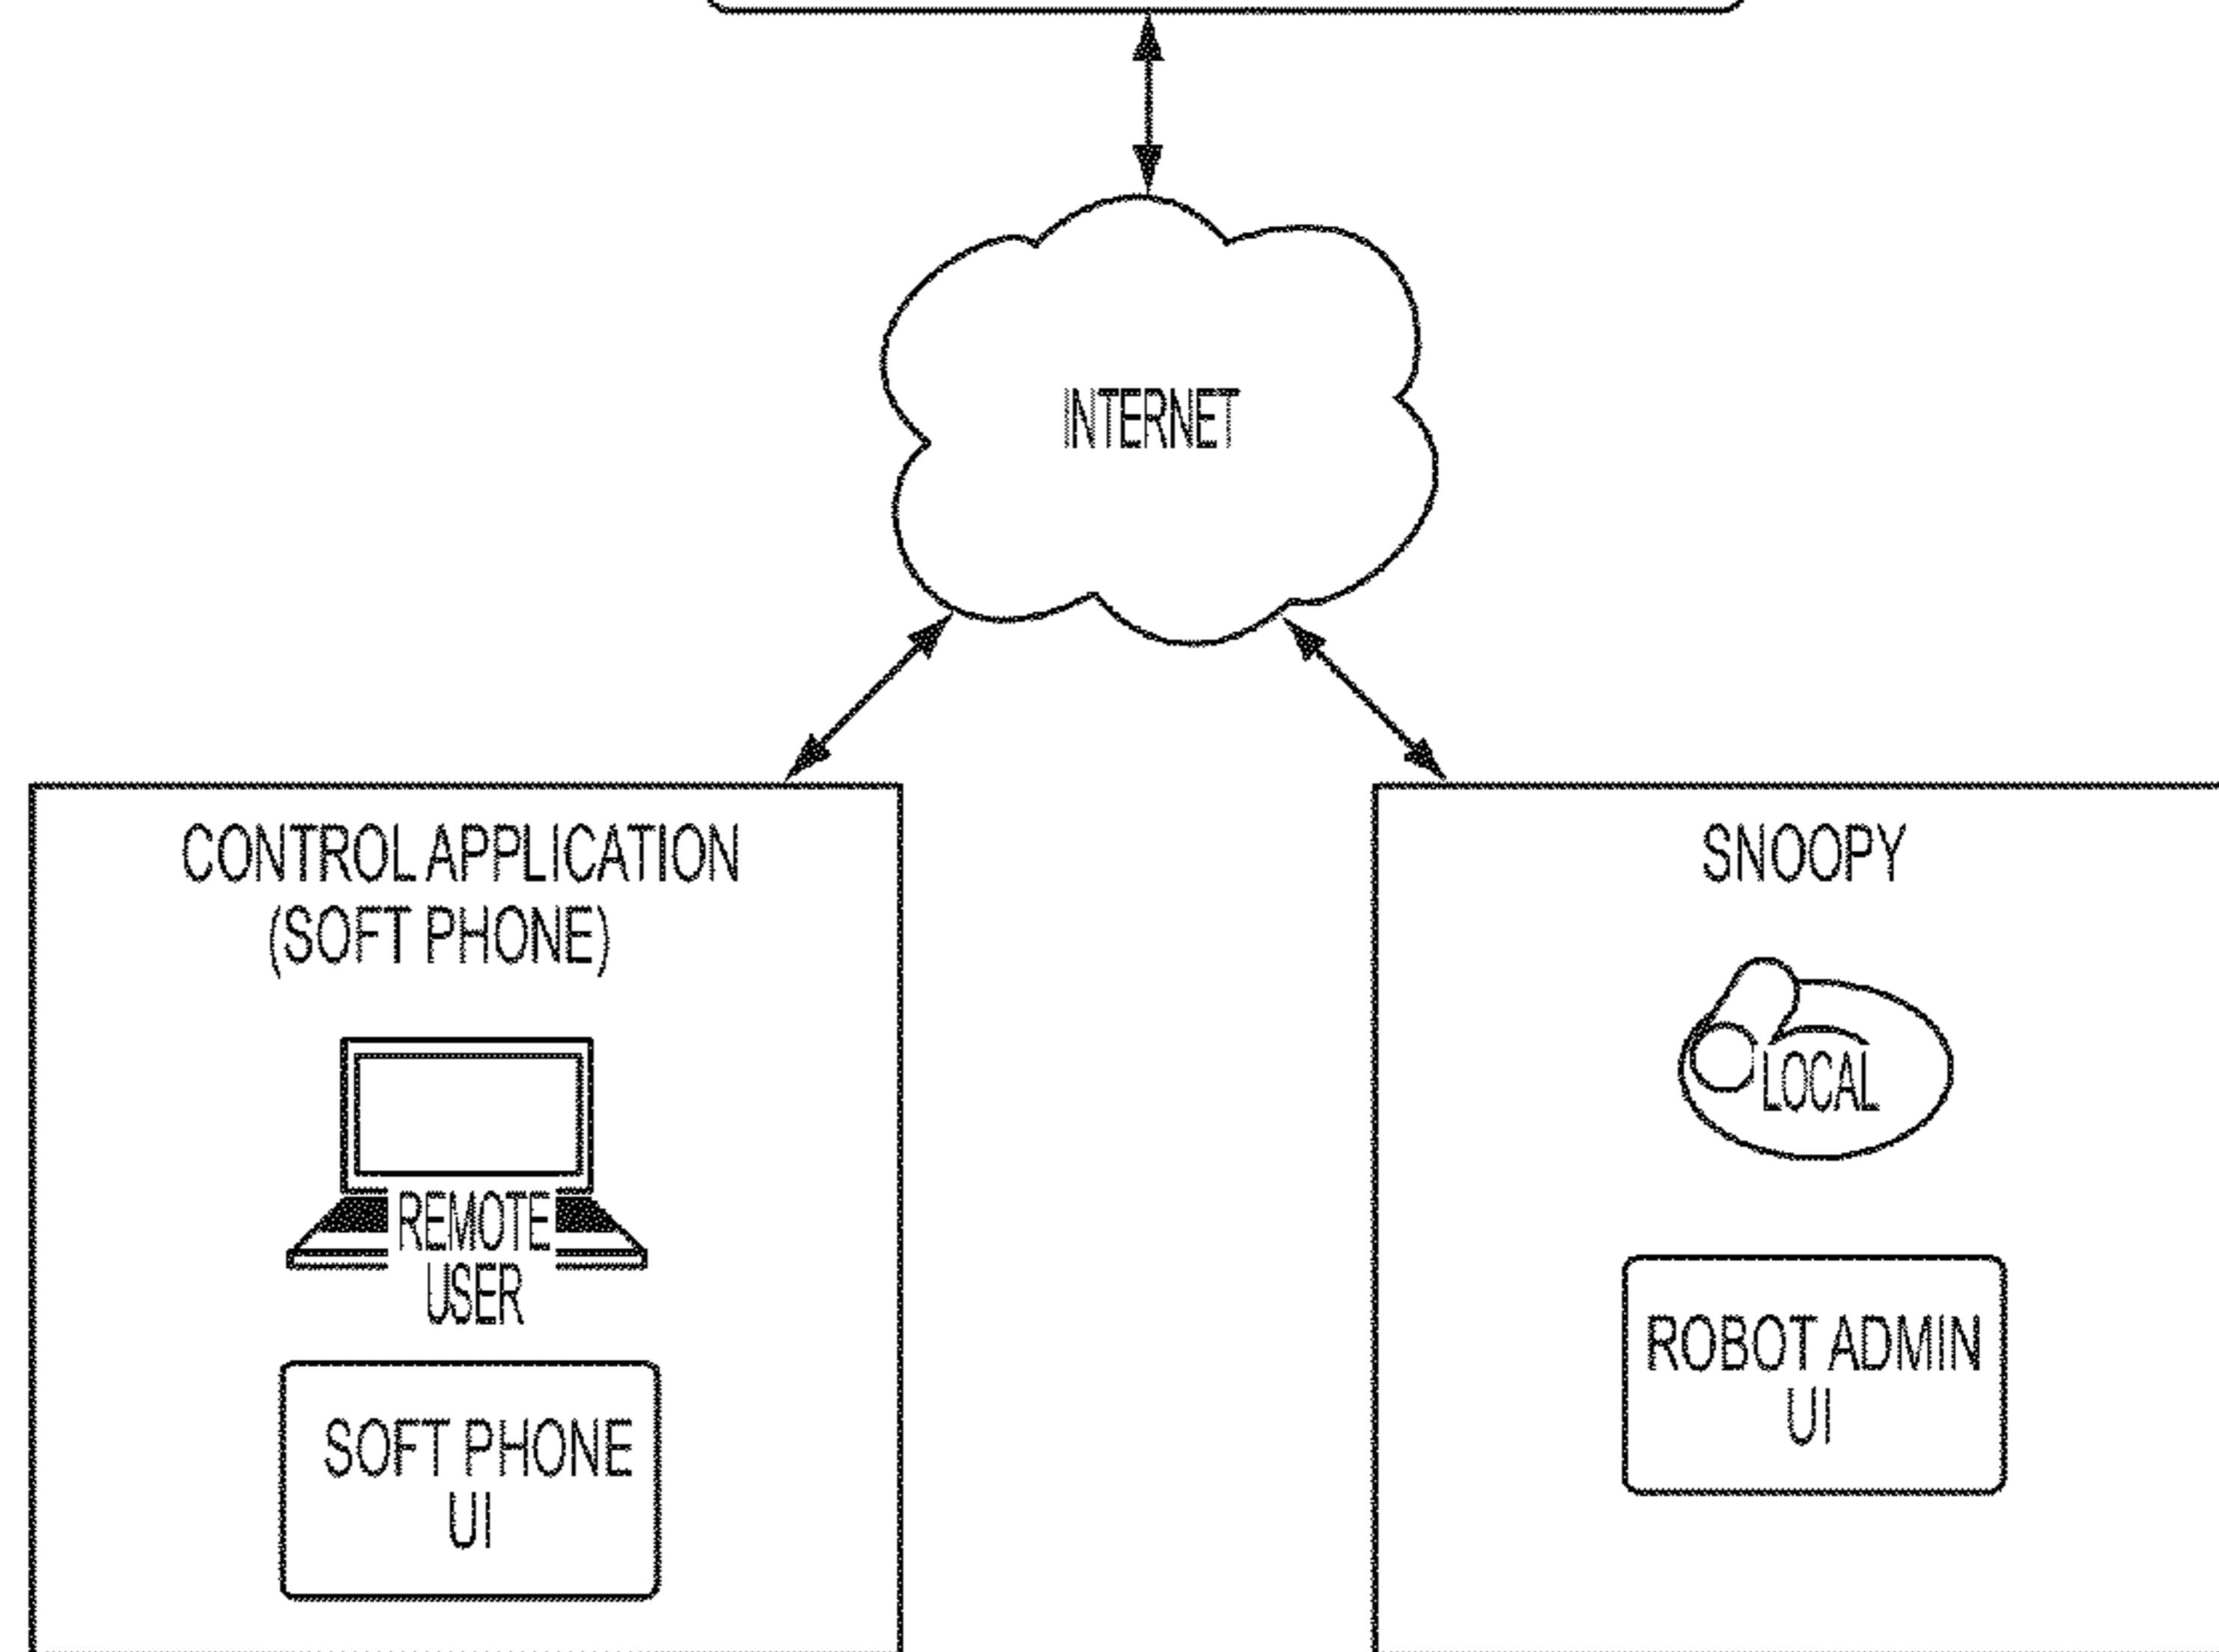 INTERNET
CONTROL APPLICATION
(SOFT PHONE)
REMOTE
USER
SOFT PHONE
UI
SNOOPY
LOCAL
ROBOT ADMIN
UI